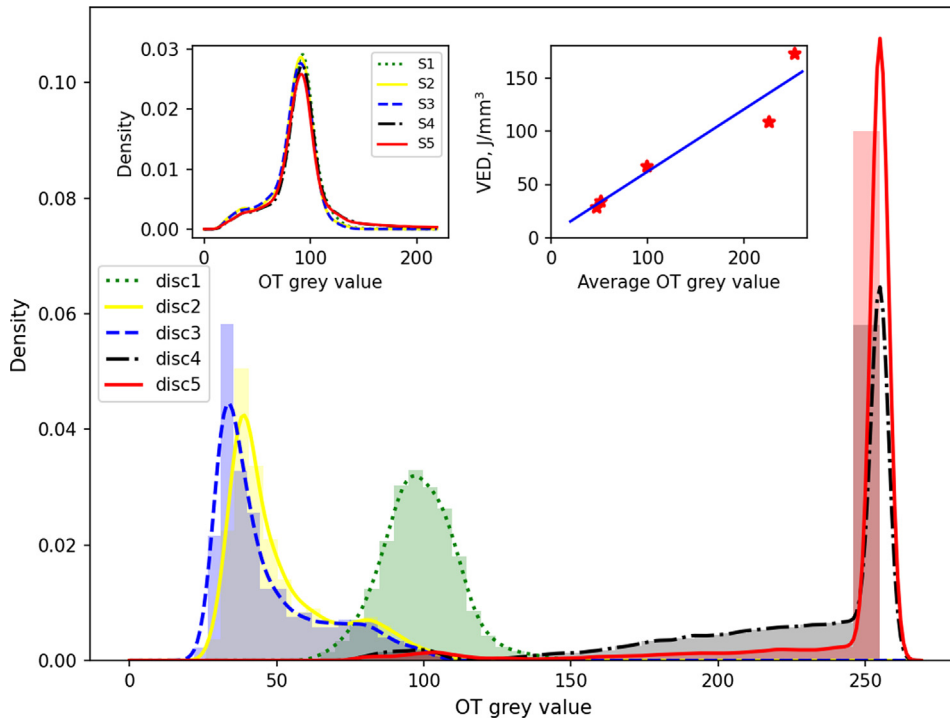 0.10
0.08
0.06
0.04
0.02
0.00
Density
0
50
100
150
200
250
OT grey value
disc1
disc2
disc3
disc4
disc5
0.03
0.02
0.01
0.00
Density
0
100
200
OT grey value
S1
S2
S3
S4
S5
150
100
50
0
VED, J/mm³
0
100
200
Average OT grey value